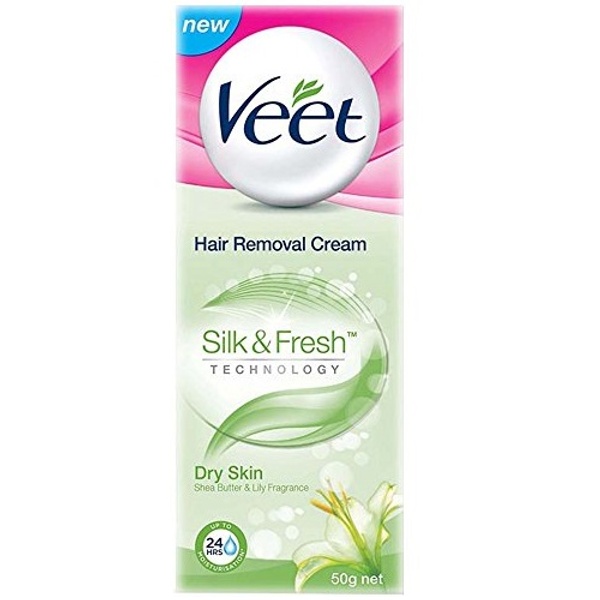 new
Veet
Hair Removal Cream
Silk & Fresh™
TECHNOLOGY
Dry Skin
Shea Butter & Lily Fragrance
UP TO
24
HRS
MOISTURISATION
50g net